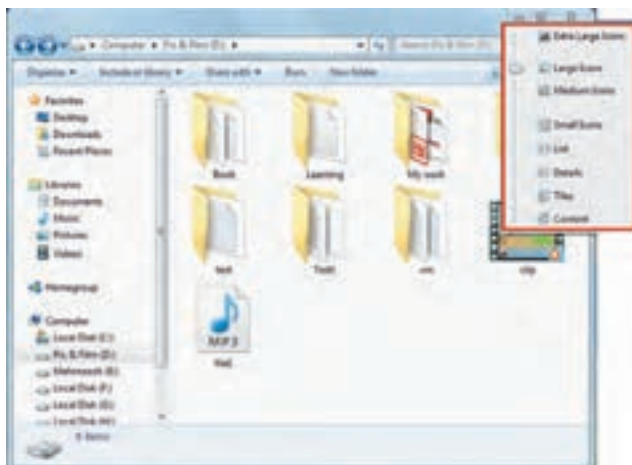 Computer ▸ Pic & Film (D:) ▸
Organize Include in library Share with Burn New folder
Favorites
Desktop
Downloads
Recent Places
Libraries
Documents
Music
Pictures
Videos
Homegroup
Computer
Local Disk (C:)
Pic & Film (D:)
Local Disk (F:)
Local Disk (G:)
Local Disk (H:)
Book Learning My work
text clip
MP3
Extra Large Icons
Large Icons
Medium Icons
Small Icons
List
Details
Tiles
Content